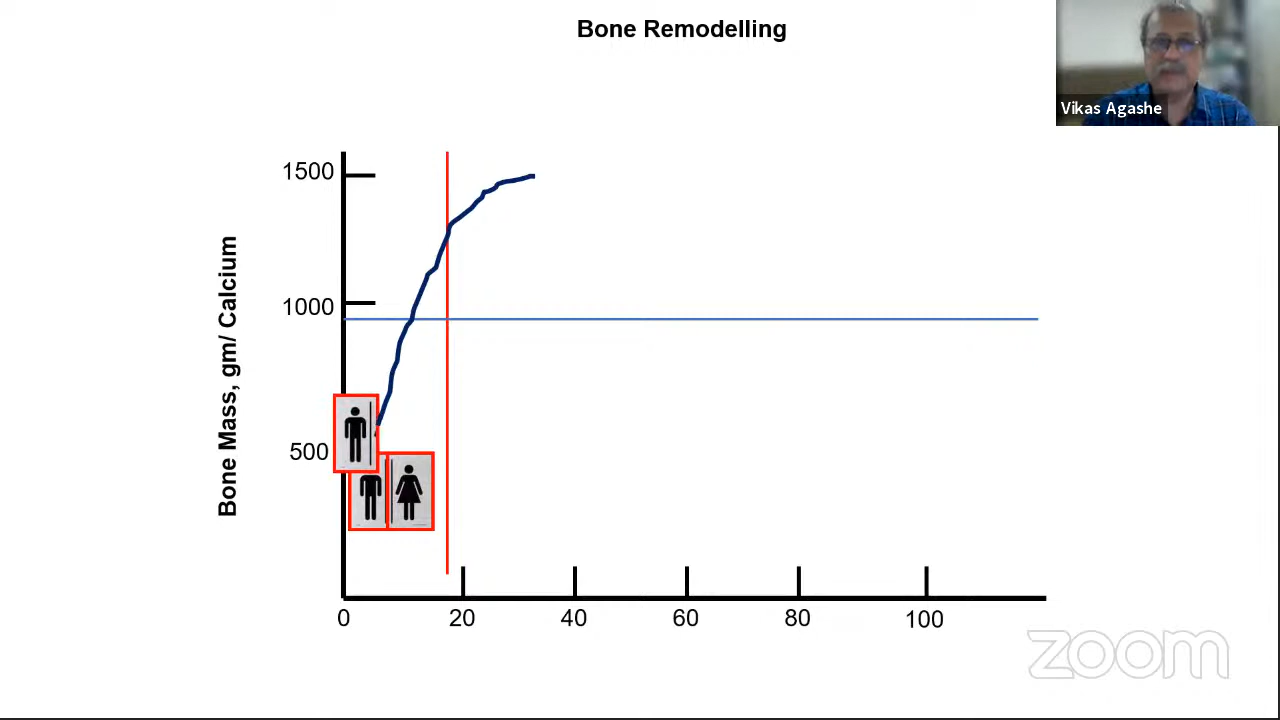 Bone Remodelling
Vikas Agashe
1500
1000
500
Bone Mass, gm/ Calcium
0 20 40 60 80 100
zoom